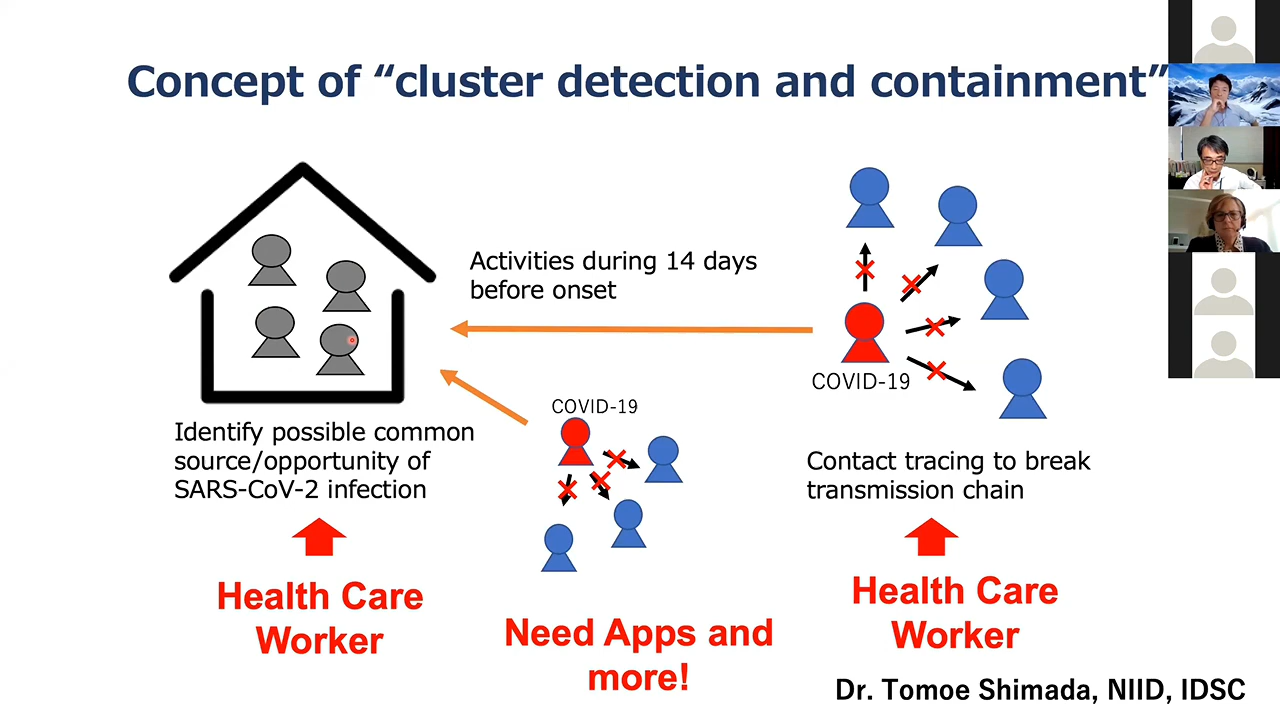 Concept of “cluster detection and containment”
Activities during 14 days
before onset
COVID-19
COVID-19
Identify possible common
source/opportunity of
SARS-CoV-2 infection
Contact tracing to break
transmission chain
Health Care
Worker
Need Apps and
more!
Health Care
Worker
Dr. Tomoe Shimada, NIID, IDSC